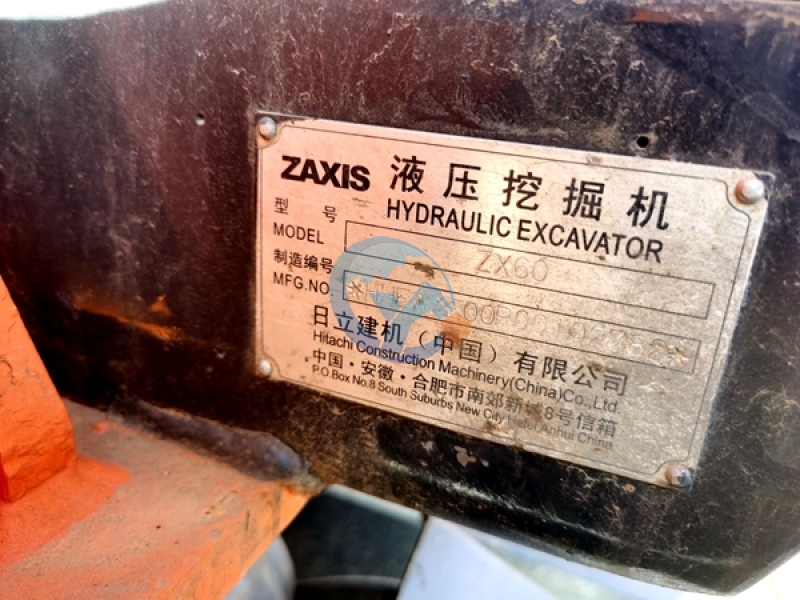 ZAXIS 液压挖掘机
HYDRAULIC EXCAVATOR
型 号
MODEL ZX60
制造编号
MFG.NO.
日立建机（中国）有限公司
Hitachi Construction Machinery(China)Co.,Ltd.
中国·安徽·合肥市南郊新城8号信箱
P.O.Box No.8 South Suburbs New City Hefei Anhui China